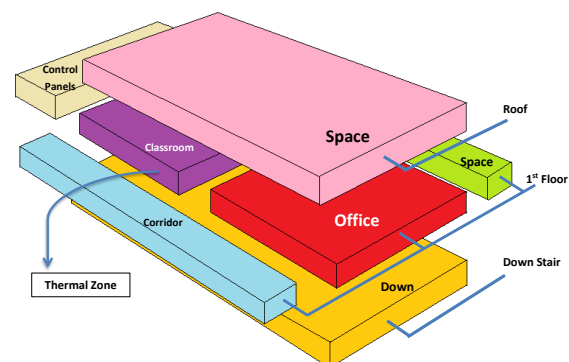 Control
Panels
Space
Roof
Classroom
Space
1st Floor
Office
Corridor
Down Stair
Thermal Zone
Down